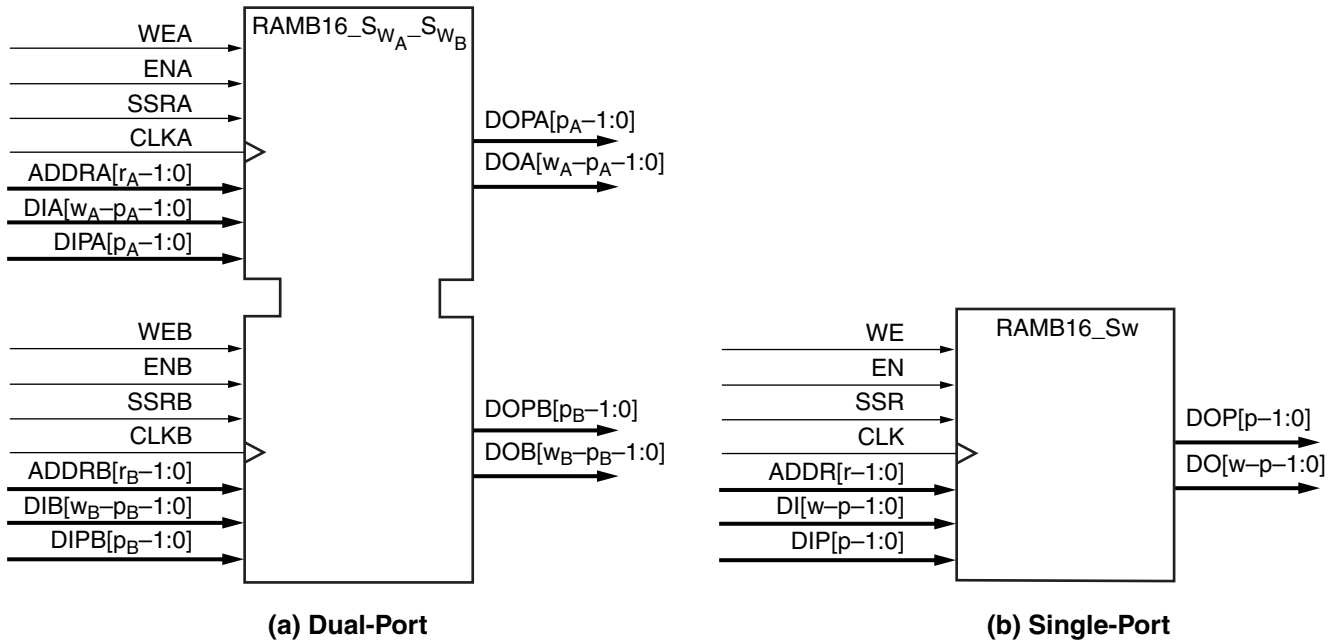 RAMB16_SWA_SWB
WEA
ENA
SSRA
CLKA
ADDRA[rA–1:0]
DIA[wA–pA–1:0]
DIPA[pA–1:0]
DOPA[pA–1:0]
DOA[wA–pA–1:0]
WEB
ENB
SSRB
CLKB
ADDRB[rB–1:0]
DIB[wB–pB–1:0]
DIPB[pB–1:0]
DOPB[pB–1:0]
DOB[wB–pB–1:0]
(a) Dual-Port
RAMB16_Sw
WE
EN
SSR
CLK
ADDR[r–1:0]
DI[w–p–1:0]
DIP[p–1:0]
DOP[p–1:0]
DO[w–p–1:0]
(b) Single-Port